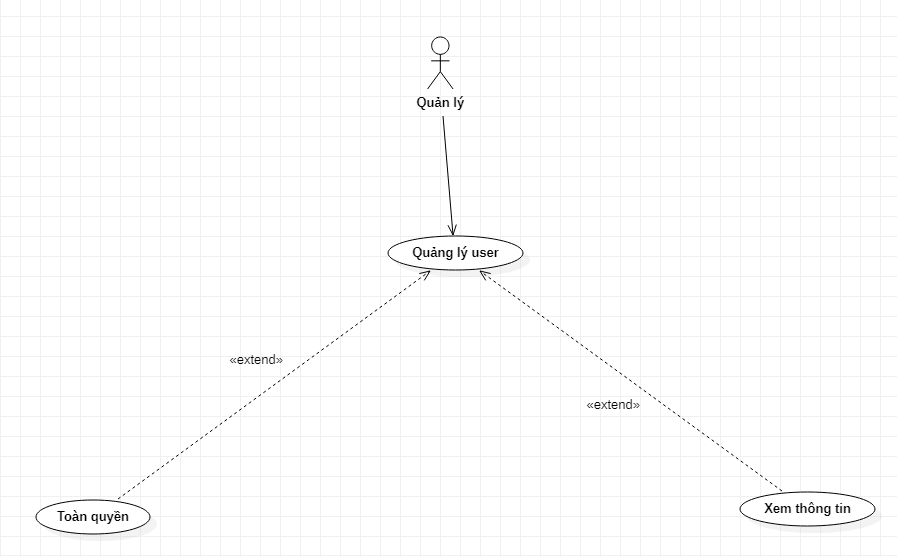 Quản lý
Quảng lý user
«extend»
«extend»
Toàn quyền
Xem thông tin